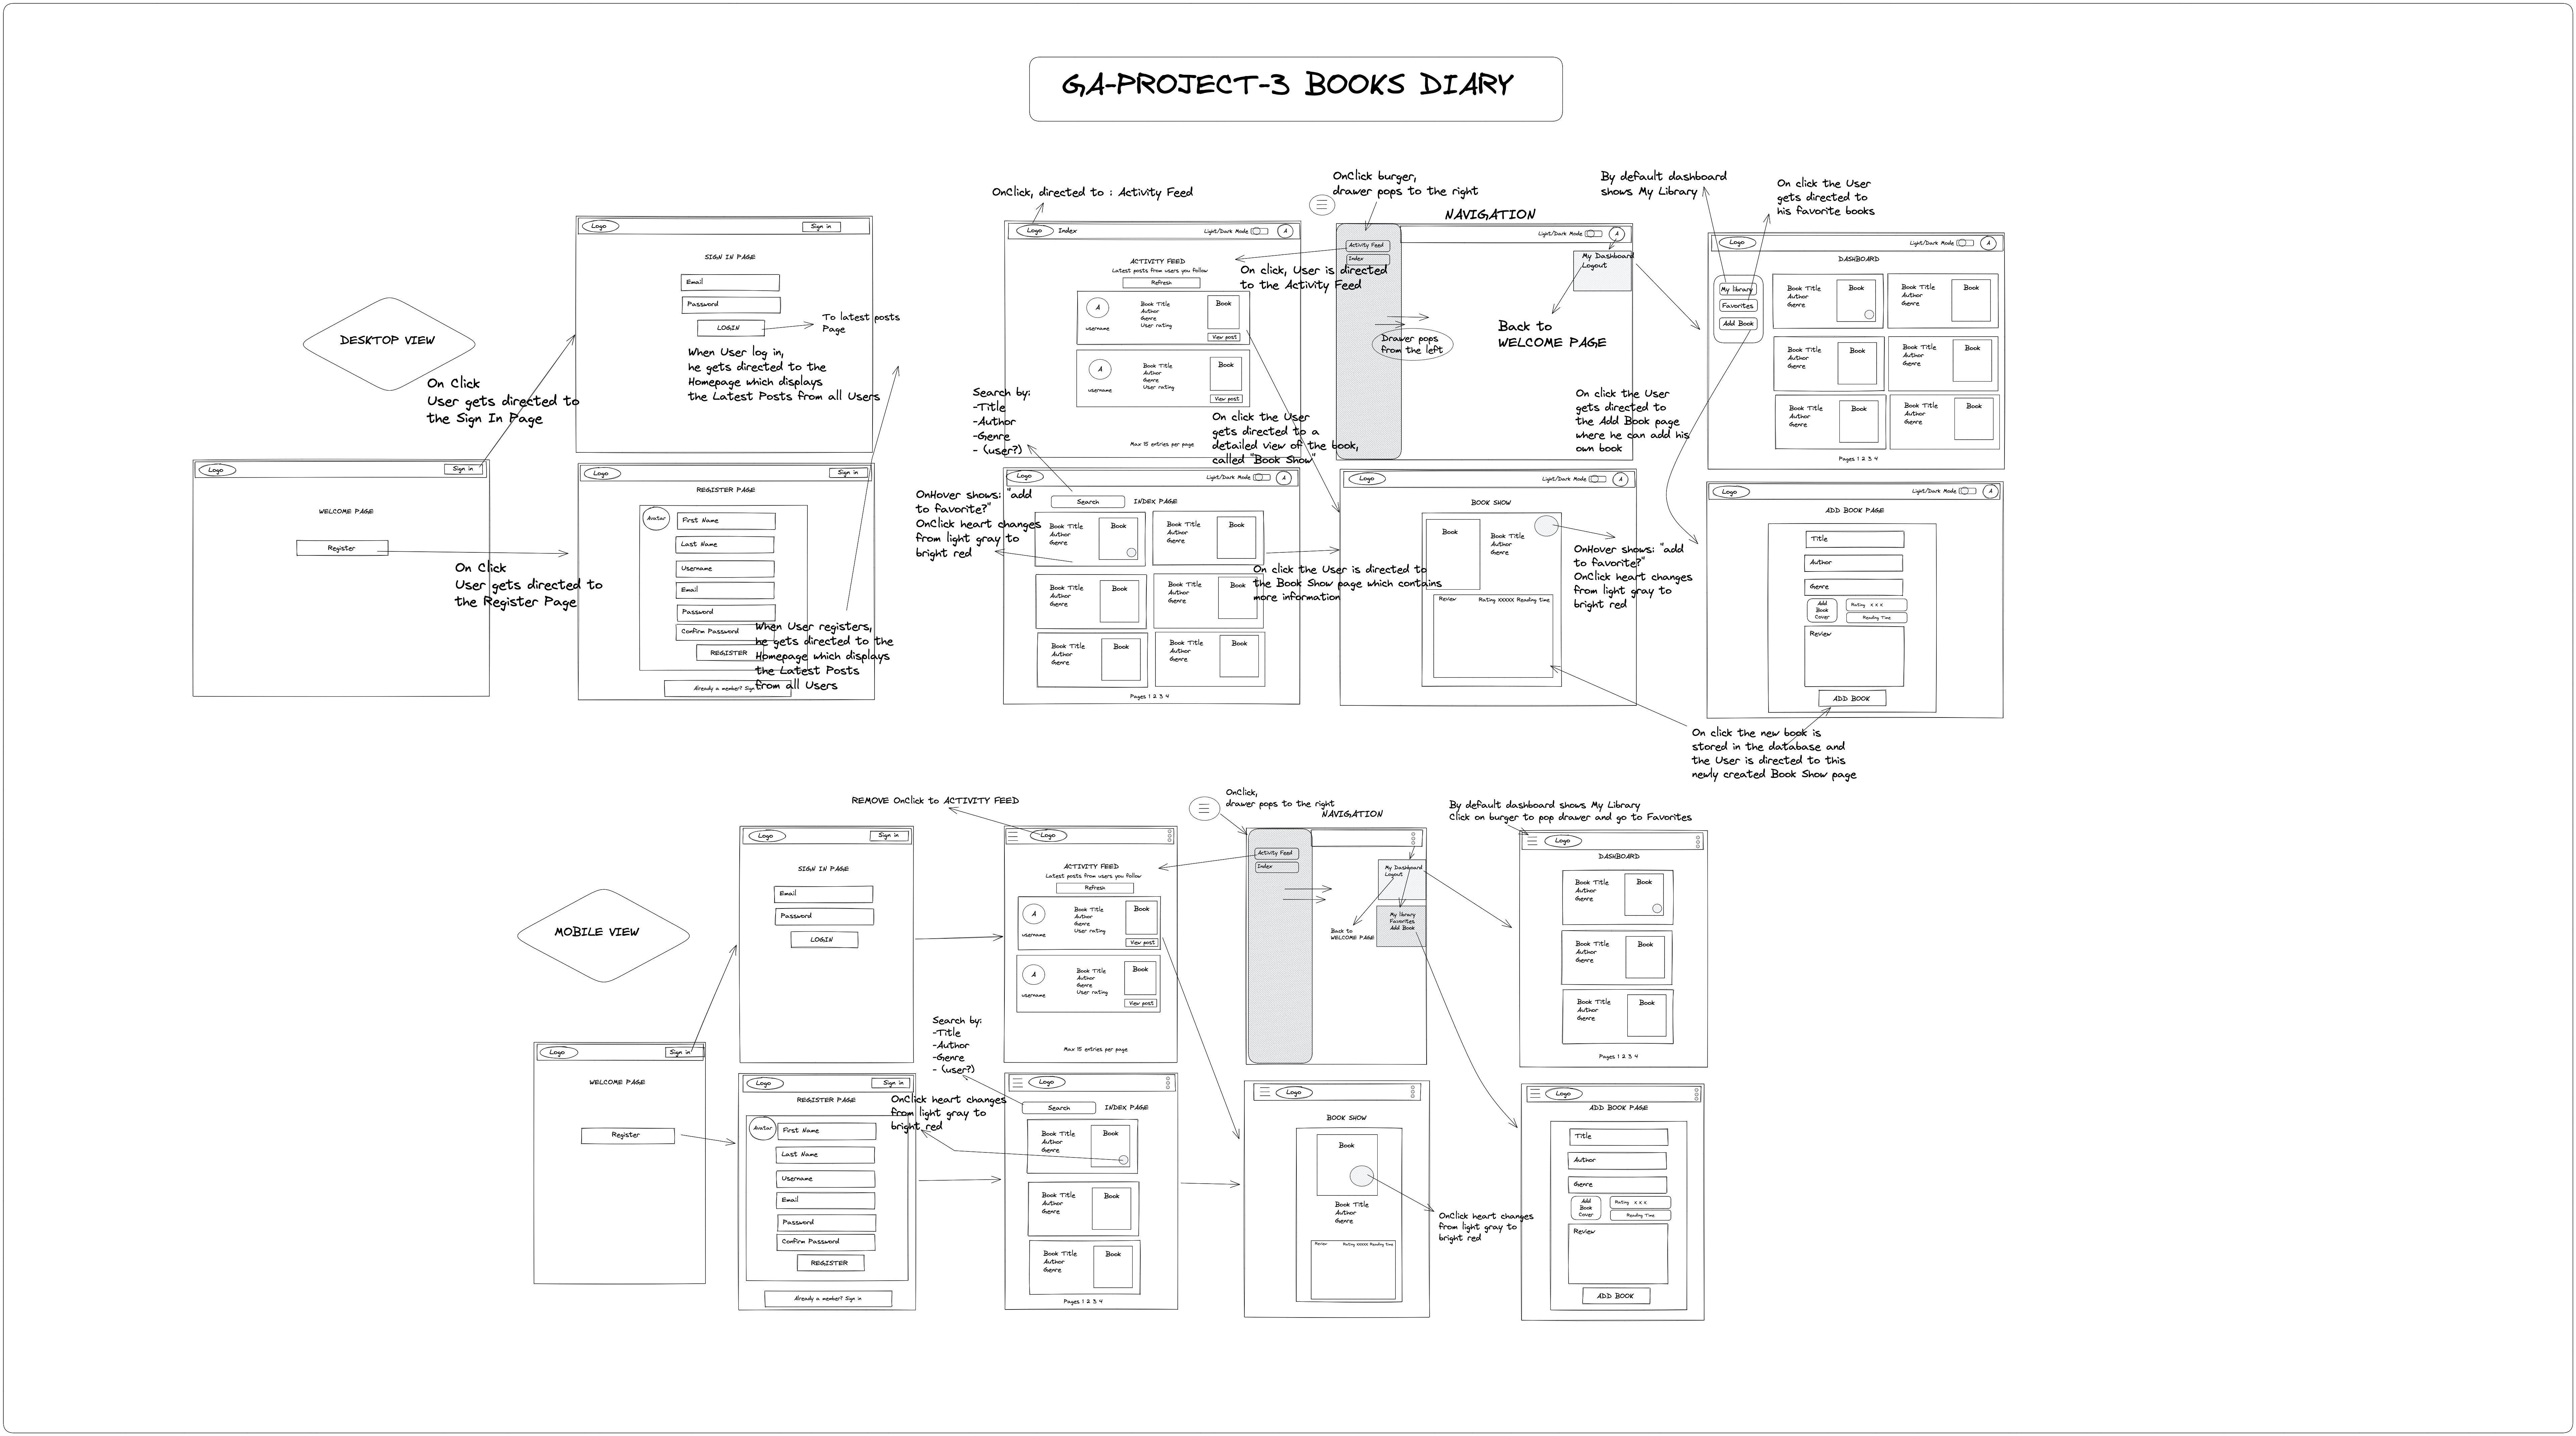 GA-PROJECT-3 BOOKS DIARY
DESKTOP VIEW
Logo
Sign in
WELCOME PAGE
Register
On Click
User gets directed to
the Sign In Page
On Click
User gets directed to
the Register Page
Logo
Sign in
SIGN IN PAGE
Email
Password
LOGIN
To latest posts
Page
When User log in,
he gets directed to the
Homepage which displays
the Latest Posts from all Users
Logo
Sign in
REGISTER PAGE
Avatar
First Name
Last Name
Username
Email
Password
Confirm Password
REGISTER
Already a member? Sign
When User registers,
he gets directed to the
Homepage which displays
the Latest Posts
from all Users
OnClick, directed to : Activity Feed
Logo
Index
Light/Dark Mode
A
ACTIVITY FEED
Latest posts from users you follow
Refresh
A
username
Book Title
Author
Genre
User rating
Book
View post
A
username
Book Title
Author
Genre
User rating
Book
View post
Max 15 entries per page
On click, User is directed
to the Activity Feed
On click the User
gets directed to a
detailed view of the book,
called "Book Show"
Search by:
-Title
-Author
-Genre
- (user?)
Logo
Light/Dark Mode
A
Search
INDEX PAGE
Book Title
Author
Genre
Book
Book Title
Author
Genre
Book
Book Title
Author
Genre
Book
Book Title
Author
Genre
Book
Book Title
Author
Genre
Book
Book Title
Author
Genre
Book
Pages 1 2 3 4
OnHover shows: "add
to favorite?"
OnClick heart changes
from light gray to
bright red
On click the User is directed to
the Book Show page which contains
more information
OnClick burger,
drawer pops to the right
NAVIGATION
Activity Feed
Index
Light/Dark Mode
A
My Dashboard
Logout
Drawer pops
from the left
Back to
WELCOME PAGE
Logo
Light/Dark Mode
A
BOOK SHOW
Book
Book Title
Author
Genre
Review
Rating XXXXX Reading time
OnHover shows: "add
to favorite?"
OnClick heart changes
from light gray to
bright red
By default dashboard
shows My Library
On click the User
gets directed to
his favorite books
Logo
Light/Dark Mode
A
DASHBOARD
My library
Favorites
Add Book
Book Title
Author
Genre
Book
Book Title
Author
Genre
Book
Book Title
Author
Genre
Book
Book Title
Author
Genre
Book
Book Title
Author
Genre
Book
Book Title
Author
Genre
Book
Pages 1 2 3 4
On click the User
gets directed to
the Add Book page
where he can add his
own book
Logo
Light/Dark Mode
A
ADD BOOK PAGE
Title
Author
Genre
Add
Book
Cover
Rating X X X
Reading Time
Review
ADD BOOK
On click the new book is
stored in the database and
the User is directed to this
newly created Book Show page
MOBILE VIEW
Logo
Sign in
WELCOME PAGE
Register
Logo
Sign in
SIGN IN PAGE
Email
Password
LOGIN
Logo
Sign in
REGISTER PAGE
Avatar
First Name
Last Name
Username
Email
Password
Confirm Password
REGISTER
Already a member? Sign in
REMOVE OnClick to ACTIVITY FEED
Logo
ACTIVITY FEED
Latest posts from users you follow
Refresh
A
username
Book Title
Author
Genre
User rating
Book
View post
A
username
Book Title
Author
Genre
User rating
Book
View post
Max 15 entries per page
Search by:
-Title
-Author
-Genre
- (user?)
OnClick heart changes
from light gray to
bright red
Logo
Search
INDEX PAGE
Book Title
Author
Genre
Book
Book Title
Author
Genre
Book
Book Title
Author
Genre
Book
Pages 1 2 3 4
OnClick,
drawer pops to the right
NAVIGATION
Activity Feed
Index
My Dashboard
Logout
My library
Favorites
Add Book
Back to
WELCOME PAGE
Logo
BOOK SHOW
Book
Book Title
Author
Genre
Review
Rating XXXXX Reading time
OnClick heart changes
from light gray to
bright red
By default dashboard shows My Library
Click on burger to pop drawer and go to Favorites
Logo
DASHBOARD
Book Title
Author
Genre
Book
Book Title
Author
Genre
Book
Book Title
Author
Genre
Book
Pages 1 2 3 4
Logo
ADD BOOK PAGE
Title
Author
Genre
Add
Book
Cover
Rating X X X
Reading Time
Review
ADD BOOK